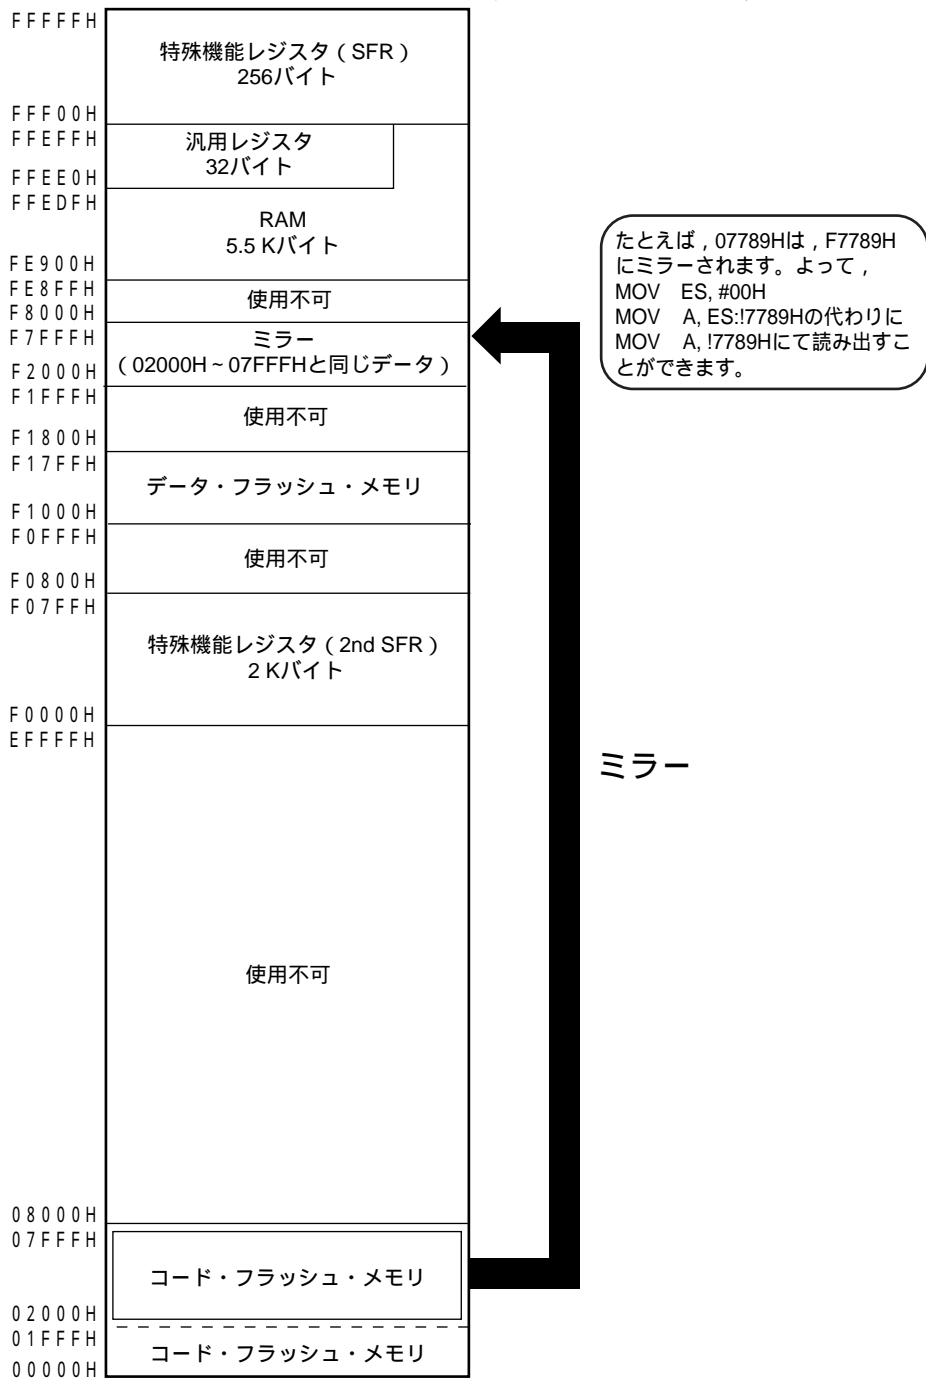 FFFFFH
特殊機能レジスタ（SFR）
256バイト
FFF00H
FFEFFH
汎用レジスタ
32バイト
FFEE0H
FFEDFH
RAM
5.5 Kバイト
FE900H
FE8FFH
使用不可
F8000H
F7FFFH
ミラー
（02000H～07FFFHと同じデータ）
F2000H
F1FFFH
使用不可
F1800H
F17FFH
データ・フラッシュ・メモリ
F1000H
F0FFFH
使用不可
F0800H
F07FFH
特殊機能レジスタ（2nd SFR）
2 Kバイト
F0000H
EFFFFH
使用不可
08000H
07FFFH
コード・フラッシュ・メモリ
02000H
01FFFH
コード・フラッシュ・メモリ
00000H
たとえば，07789Hは，F7789H
にミラーされます。よって，
MOV ES, #00H
MOV A, ES:!7789Hの代わりに
MOV A, !7789Hにて読み出すこ
とができます。
ミラー